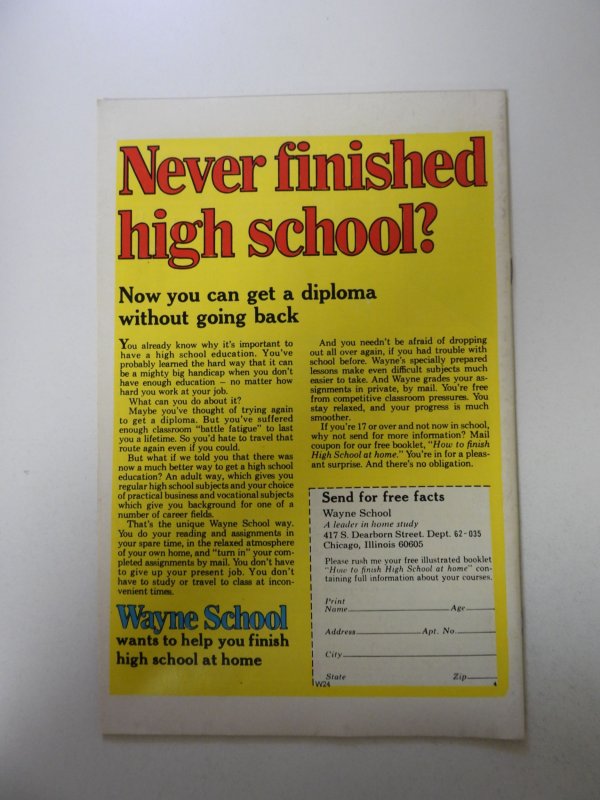 Never finished
high school?
Now you can get a diploma
without going back
You already know why it's important to
have a high school education. You've
probably learned the hard way that it can
be a mighty big handicap when you don't
have enough education – no matter how
hard you work at your job.
What can you do about it?
Maybe you've thought of trying again
to get a diploma. But you've suffered
enough classroom "battle fatigue" to last
you a lifetime. So you'd hate to travel that
route again even if you could.
But what if we told you that there was
now a much better way to get a high school
education? An adult way, which gives you
regular high school subjects and your choice
of practical business and vocational subjects
which give you background for one of a
number of career fields.
That's the unique Wayne School way.
You do your reading and assignments in
your spare time, in the relaxed atmosphere
of your own home, and "turn in" your com-
pleted assignments by mail. You don't have
to give up your present job. You don't
have to study or travel to class at incon-
venient times.
Wayne School
wants to help you finish
high school at home
And you needn't be afraid of dropping
out all over again, if you had trouble with
school before. Wayne's specially prepared
lessons make even difficult subjects much
easier to take. And Wayne grades your as-
signments in private, by mail. You're free
from competitive classroom pressures. You
stay relaxed, and your progress is much
smoother.
If you're 17 or over and not now in school,
why not send for more information? Mail
coupon for our free booklet, "How to finish
High School at home." You're in for a pleas-
ant surprise. And there's no obligation.
Send for free facts
Wayne School
A leader in home study
417 S. Dearborn Street. Dept. 62-035
Chicago, Illinois 60605
Please rush me your free illustrated booklet
"How to finish High School at home" con-
taining full information about your courses.
Print
Name Age
Address Apt. No.
City
State Zip
W24 4